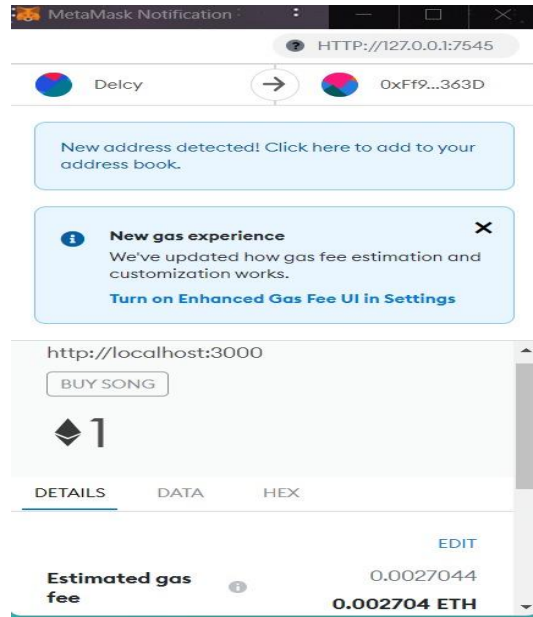 MetaMask Notification
HTTP://127.0.0.1:7545
Delcy
0xFf9...363D
New address detected! Click here to add to your
address book.
New gas experience
We've updated how gas fee estimation and
customization works.
Turn on Enhanced Gas Fee UI in Settings
http://localhost:3000
BUY SONG
1
DETAILS DATA HEX
EDIT
Estimated gas
fee
0.0027044
0.002704 ETH